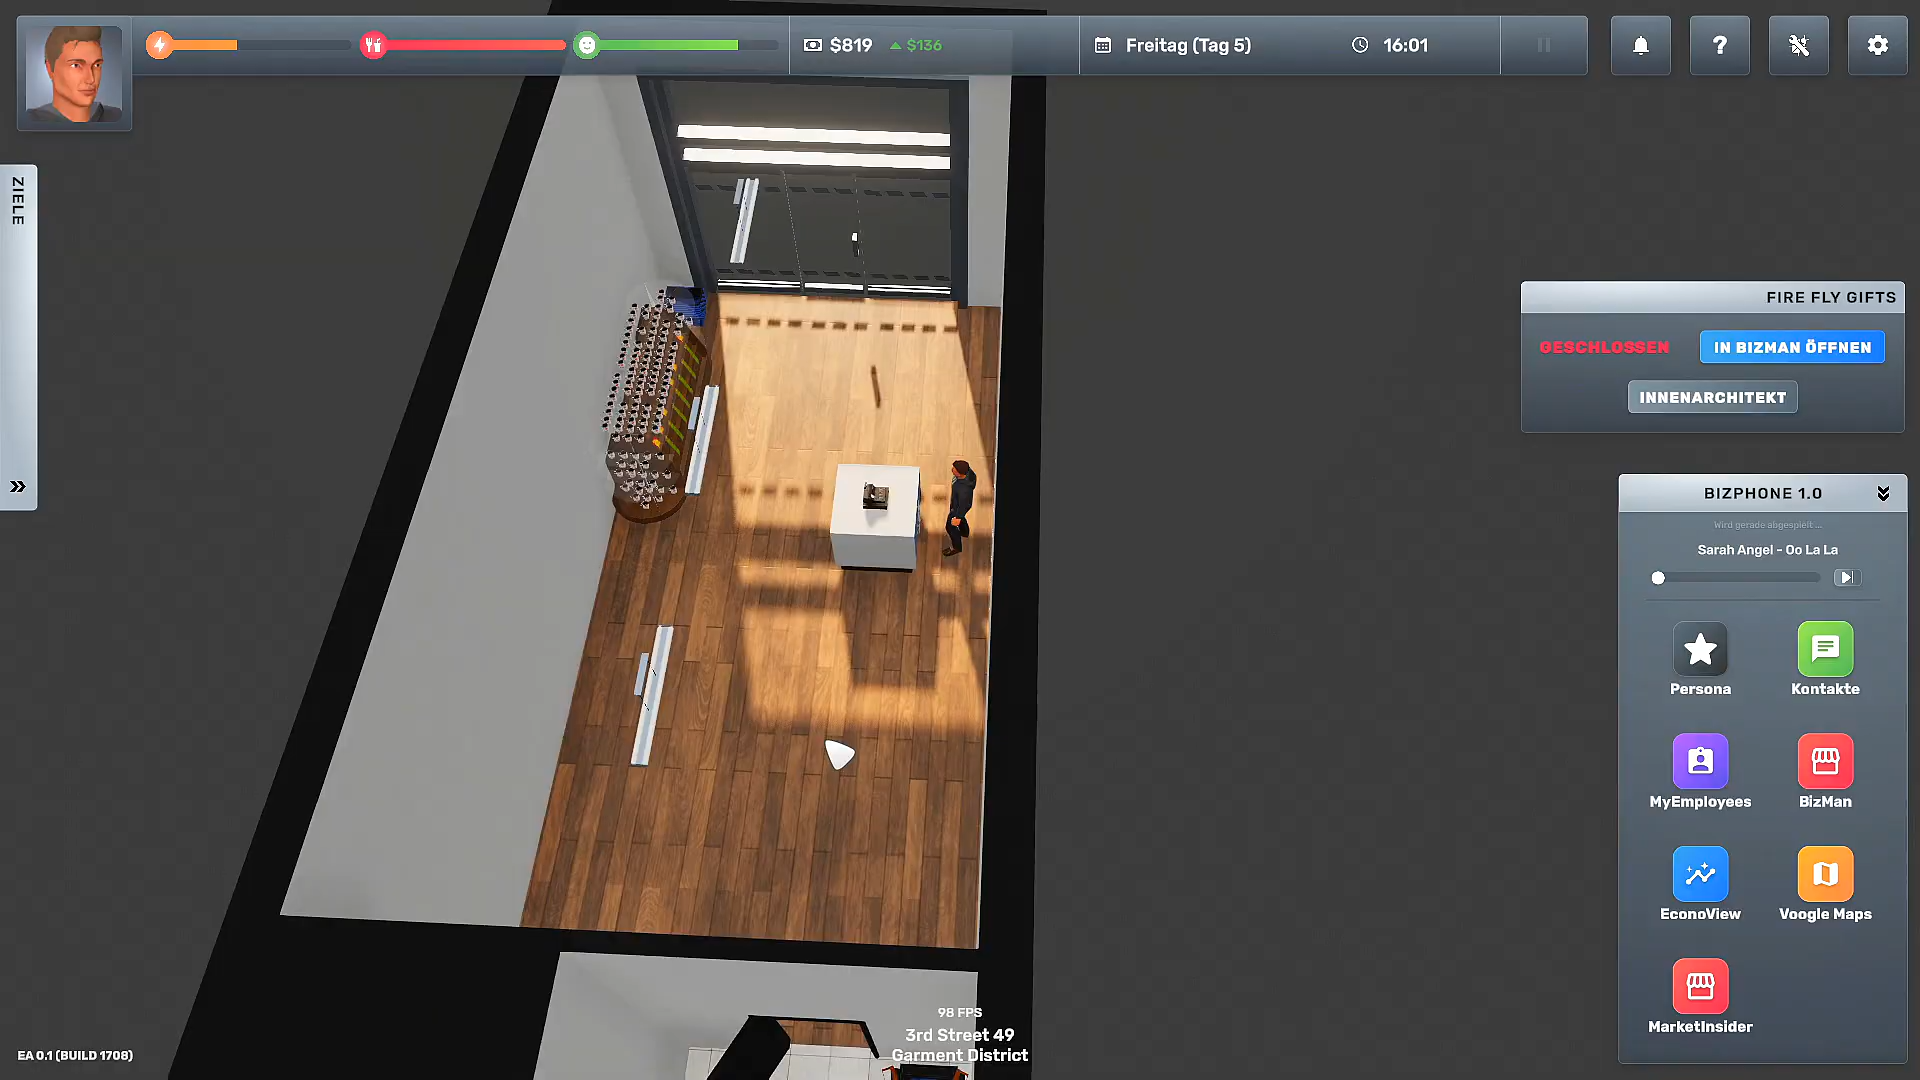 $819
$136
Freitag (Tag 5)
16:01
?
ZIELE
FIRE FLY GIFTS
GESCHLOSSEN
IN BIZMAN ÖFFNEN
INNENARCHITEKT
BIZPHONE 1.0
Wird gerade abgespielt ...
Sarah Angel - Oo La La
Persona
Kontakte
MyEmployees
BizMan
EconoView
Voogle Maps
MarketInsider
98 FPS
3rd Street 49
Garment District
EA 0.1 (BUILD 1708)